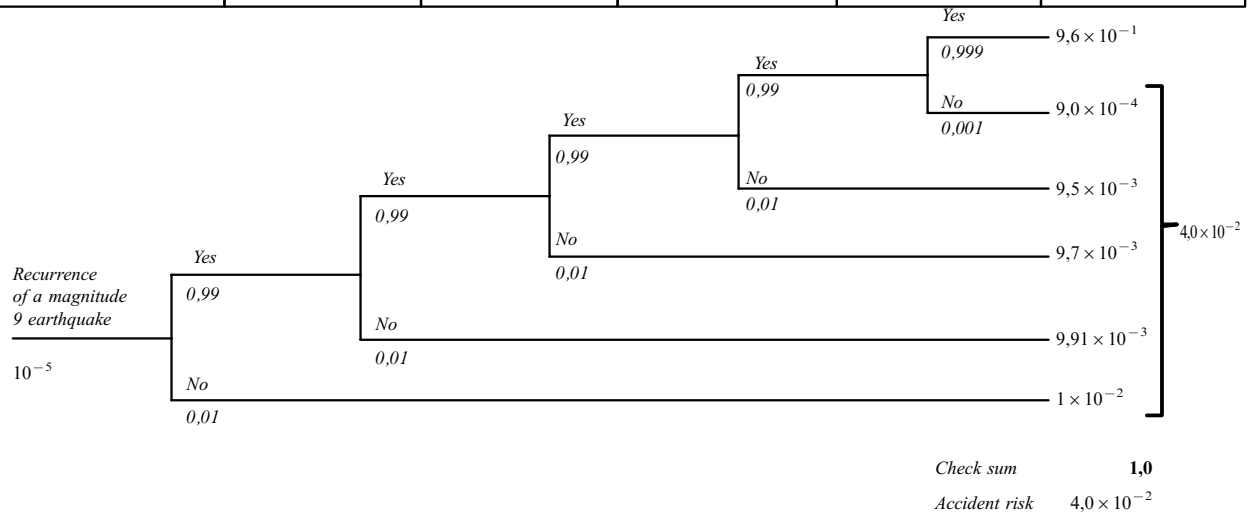 Yes
9,6 × 10⁻¹
0,999
Yes
0,99
No
9,0 × 10⁻⁴
0,001
Yes
0,99
No
9,5 × 10⁻³
0,01
Yes
0,99
No
9,7 × 10⁻³
0,01
4,0 × 10⁻²
Yes
0,99
Recurrence
of a magnitude
9 earthquake
No
9,91 × 10⁻³
0,01
10⁻⁵
No
1 × 10⁻²
0,01
Check sum 1,0
Accident risk 4,0 × 10⁻²